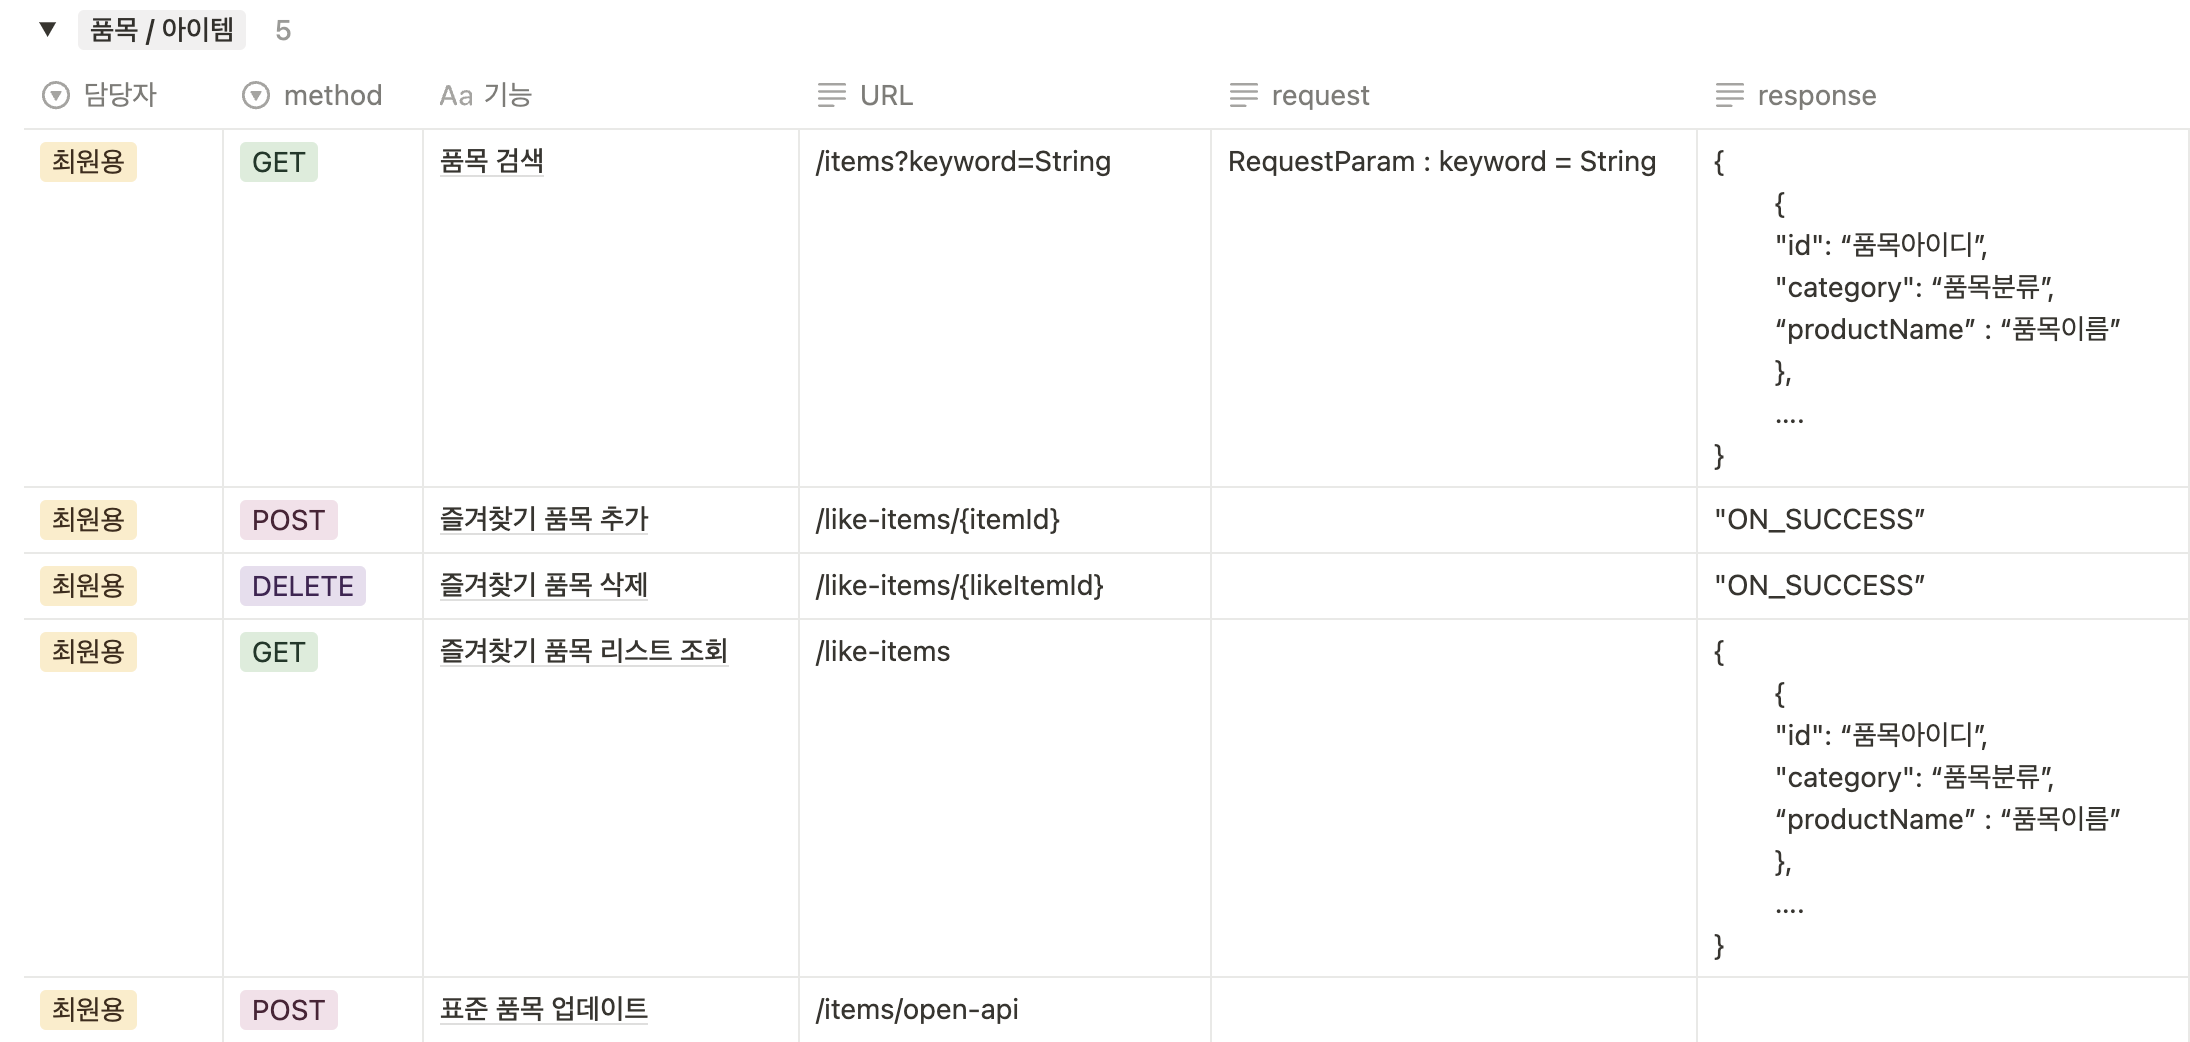 품목 / 아이템 5
담당자 method Aa 기능 URL request response
최원용 GET 품목 검색 /items?keyword=String RequestParam : keyword = String {
{
"id": “품목아이디”,
"category": “품목분류”,
“productName” : “품목이름”
},
....
}
최원용 POST 즐겨찾기 품목 추가 /like-items/{itemId} "ON_SUCCESS”
최원용 DELETE 즐겨찾기 품목 삭제 /like-items/{likeItemId} "ON_SUCCESS”
최원용 GET 즐겨찾기 품목 리스트 조회 /like-items {
{
"id": “품목아이디”,
"category": “품목분류”,
“productName” : “품목이름”
},
....
}
최원용 POST 표준 품목 업데이트 /items/open-api